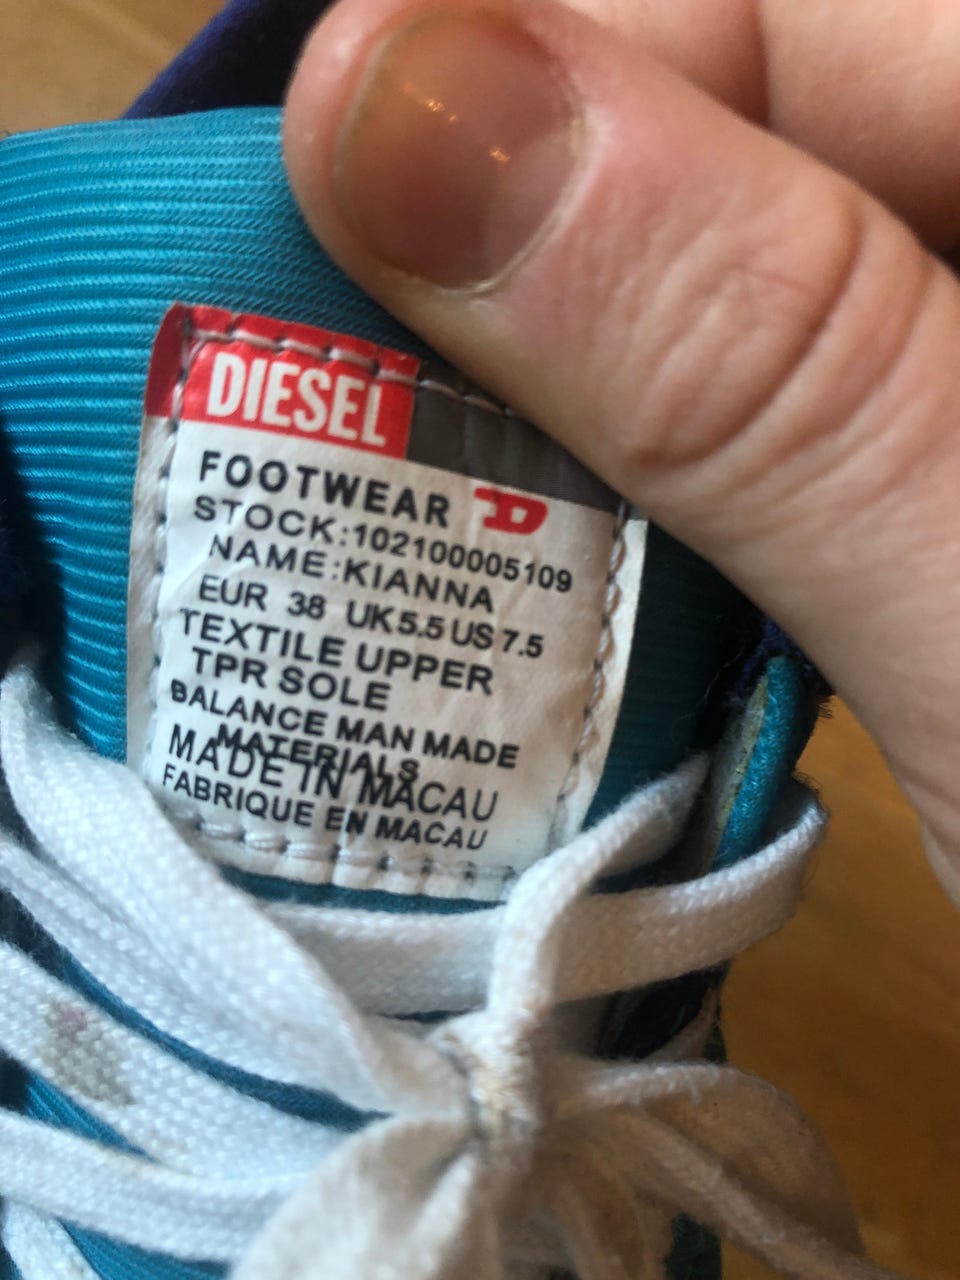 DIESEL
FOOTWEAR D
STOCK:102100005109
NAME:KIANNA
EUR 38 UK5.5 US 7.5
TEXTILE UPPER
TPR SOLE
BALANCE MAN MADE
MATERIALS
MADE IN MACAU
FABRIQUE EN MACAU